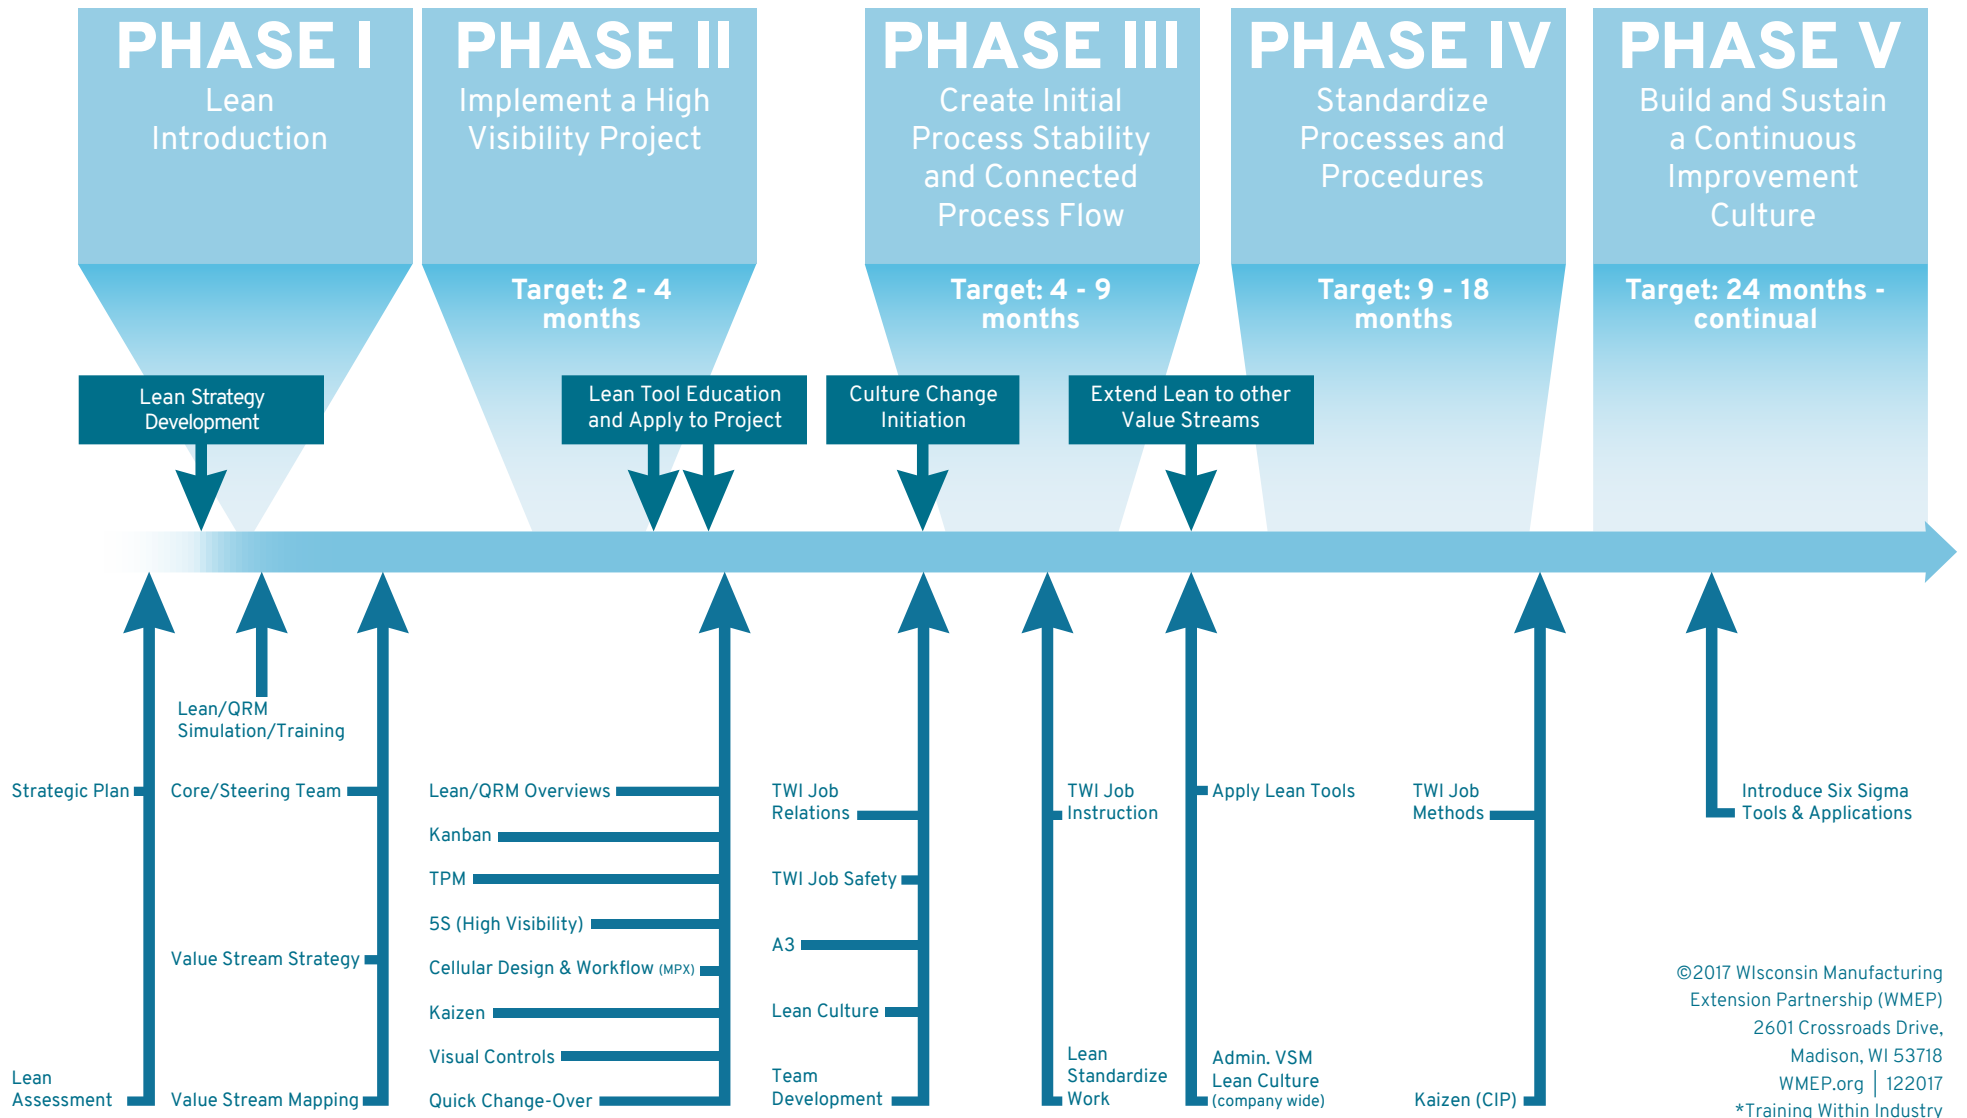 PHASE I
Lean
Introduction
PHASE II
Implement a High
Visibility Project
Target: 2 - 4
months
PHASE III
Create Initial
Process Stability
and Connected
Process Flow
Target: 4 - 9
months
PHASE IV
Standardize
Processes and
Procedures
Target: 9 - 18
months
PHASE V
Build and Sustain
a Continuous
Improvement
Culture
Target: 24 months -
continual
Lean Strategy
Development
Lean Tool Education
and Apply to Project
Culture Change
Initiation
Extend Lean to other
Value Streams
Strategic Plan
Lean
Assessment
Lean/QRM
Simulation/Training
Core/Steering Team
Value Stream Strategy
Value Stream Mapping
Lean/QRM Overviews
Kanban
TPM
5S (High Visibility)
Cellular Design & Workflow (MPX)
Kaizen
Visual Controls
Quick Change-Over
TWI Job
Relations
TWI Job Safety
A3
Lean Culture
Team
Development
TWI Job
Instruction
Lean
Standardize
Work
Apply Lean Tools
Admin. VSM
Lean Culture
(company wide)
TWI Job
Methods
Kaizen (CIP)
Introduce Six Sigma
Tools & Applications
©2017 WIsconsin Manufacturing
Extension Partnership (WMEP)
2601 Crossroads Drive,
Madison, WI 53718
WMEP.org | 122017
*Training Within Industry